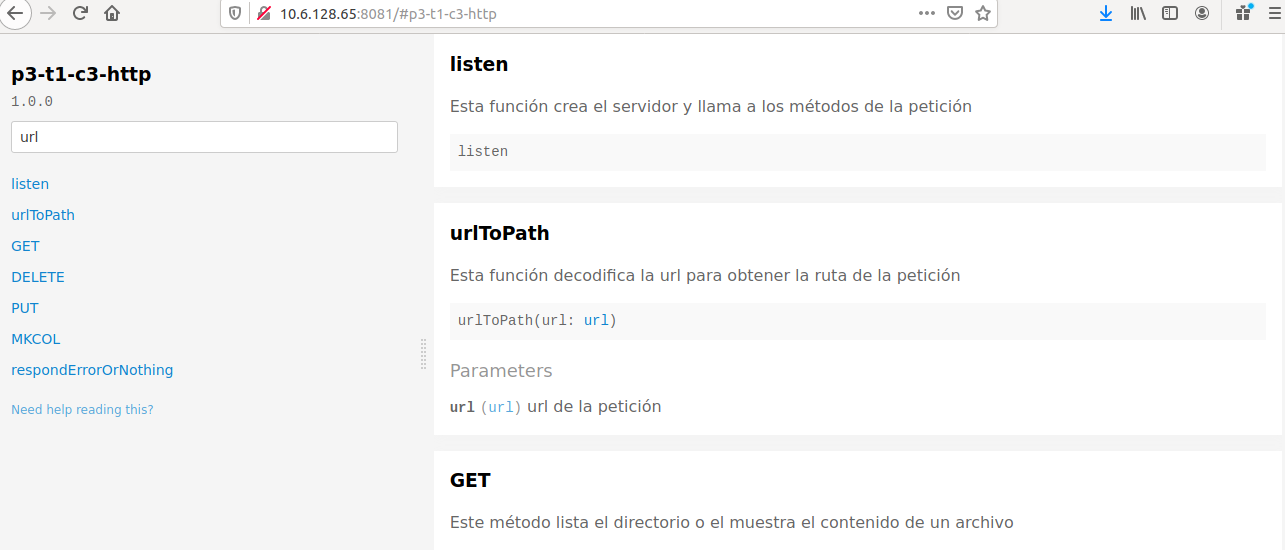 10.6.128.65:8081/#p3-t1-c3-http
p3-t1-c3-http
1.0.0
url
listen
urlToPath
GET
DELETE
PUT
MKCOL
respondErrorOrNothing
Need help reading this?
listen
Esta función crea el servidor y llama a los métodos de la petición
listen
urlToPath
Esta función decodifica la url para obtener la ruta de la petición
urlToPath(url: url)
Parameters
url (url) url de la petición
GET
Este método lista el directorio o el muestra el contenido de un archivo